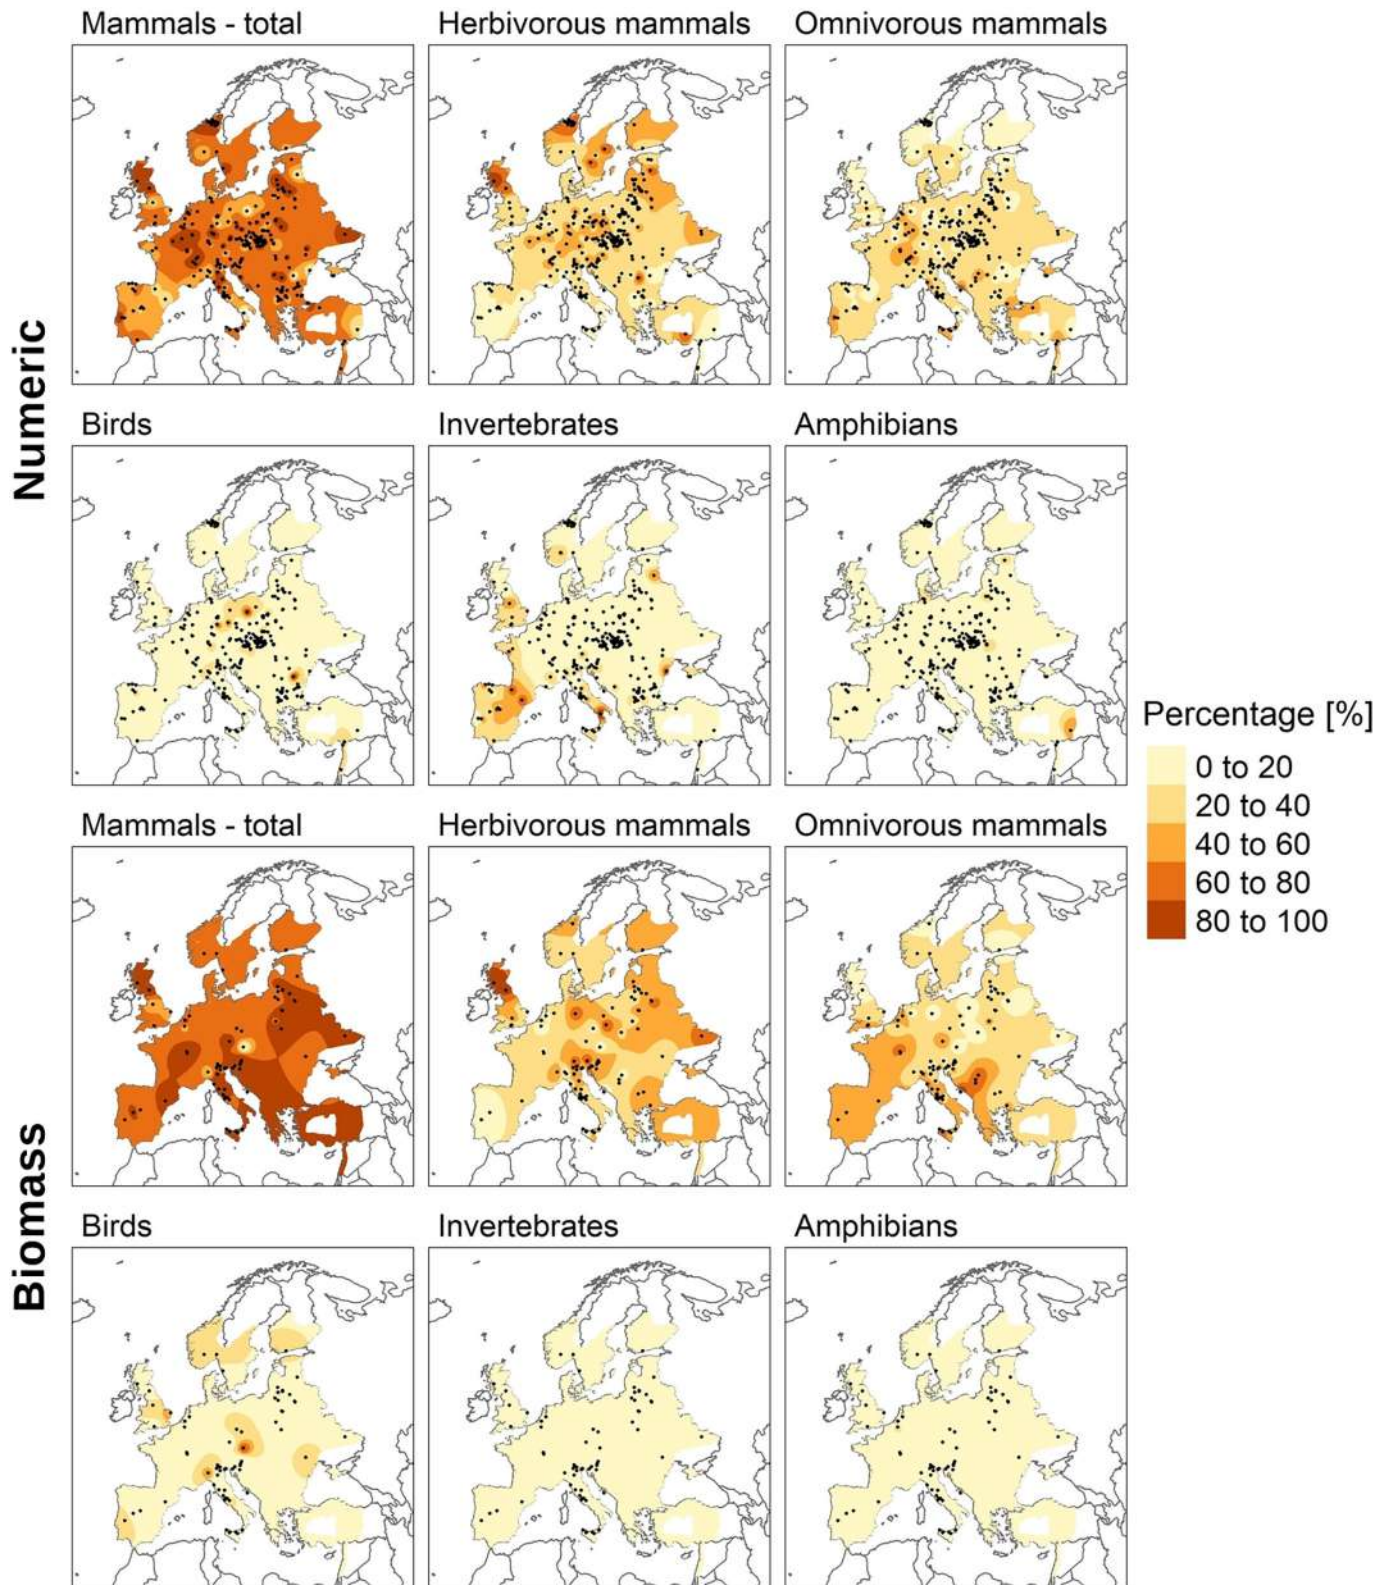 Mammals - total Herbivorous mammals Omnivorous mammals
Numeric
Birds Invertebrates Amphibians
Percentage [%]
0 to 20
20 to 40
40 to 60
60 to 80
80 to 100
Mammals - total Herbivorous mammals Omnivorous mammals
Biomass
Birds Invertebrates Amphibians